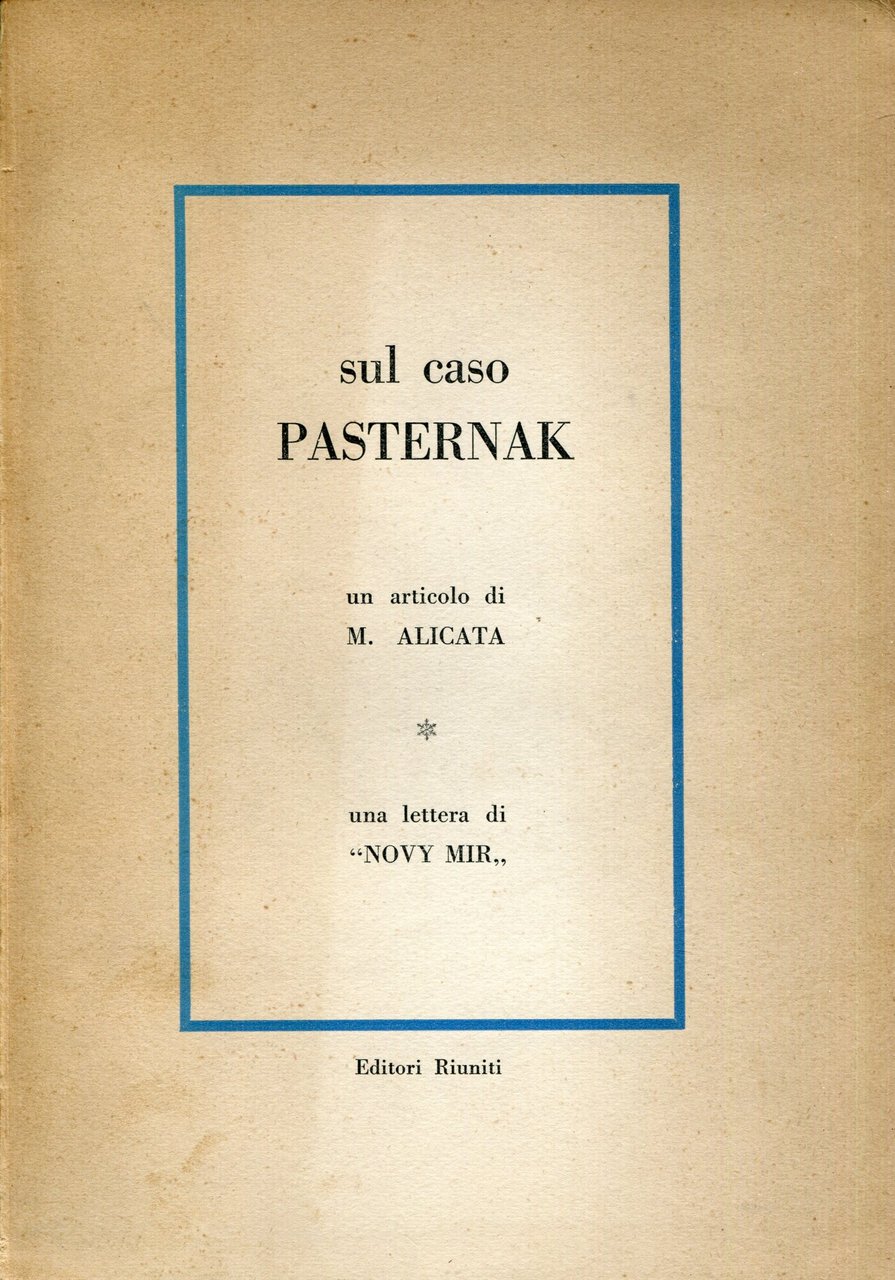 sul caso
PASTERNAK
un articolo di
M. ALICATA
una lettera di
“NOVY MIR„
Editori Riuniti